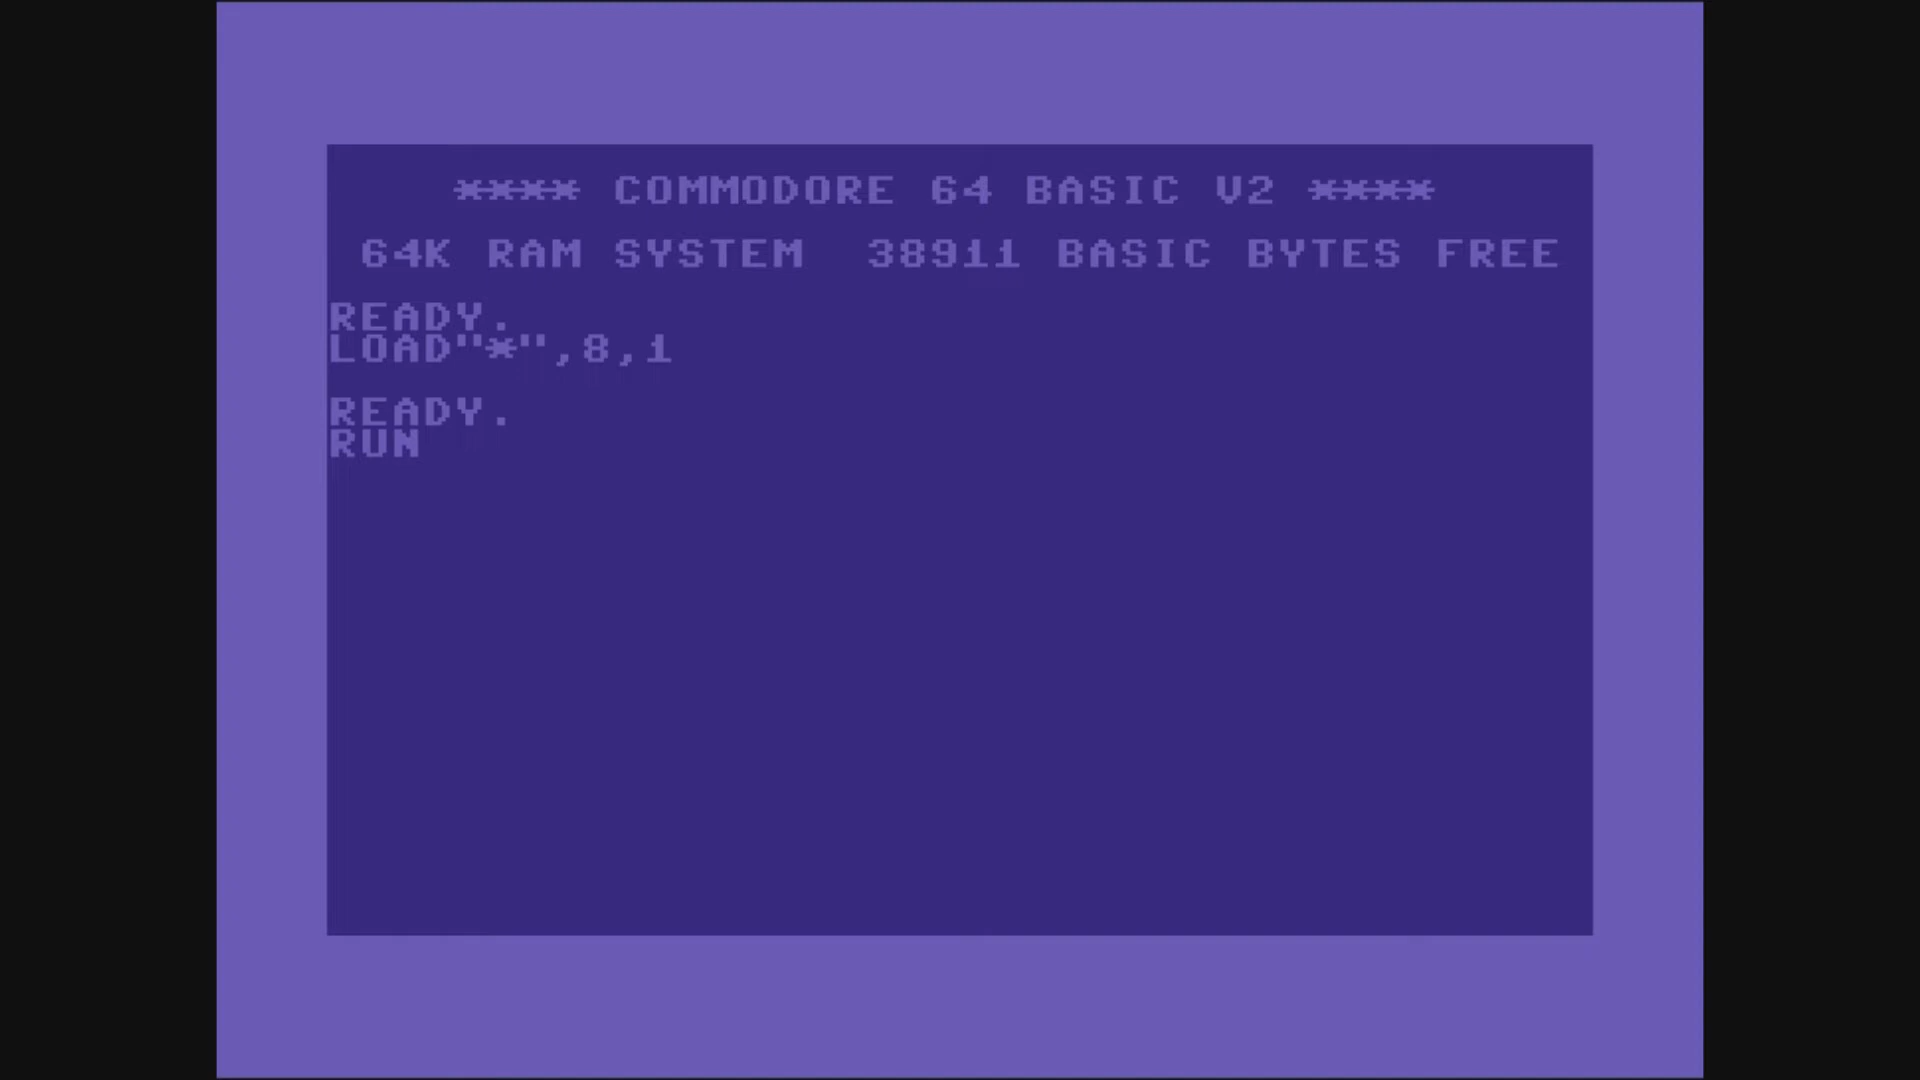 **** COMMODORE 64 BASIC V2 ****
64K RAM SYSTEM  38911 BASIC BYTES FREE
READY.
LOAD"*",8,1
READY.
RUN